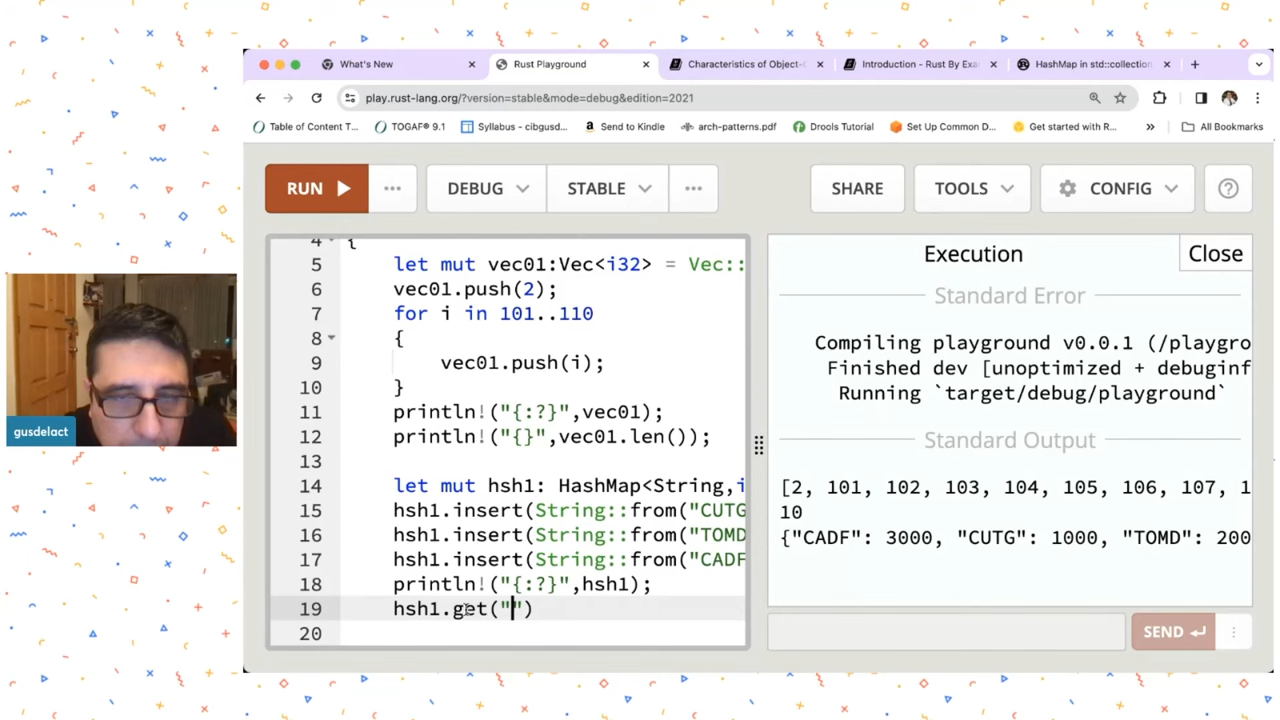 What's New
Rust Playground
Characteristics of Object-
Introduction - Rust By Exam
HashMap in std::collection
play.rust-lang.org/?version=stable&mode=debug&edition=2021
Table of Content T...
TOGAF® 9.1
Syllabus - cibgusd...
Send to Kindle
arch-patterns.pdf
Drools Tutorial
Set Up Common D...
Get started with R...
All Bookmarks
RUN
DEBUG
STABLE
SHARE
TOOLS
CONFIG
4 {
5 let mut vec01:Vec<i32> = Vec::
6 vec01.push(2);
7 for i in 101..110
8 {
9 vec01.push(i);
10 }
11 println!("{:?}",vec01);
12 println!("{}",vec01.len());
13
14 let mut hsh1: HashMap<String,i
15 hsh1.insert(String::from("CUTG
16 hsh1.insert(String::from("TOMD
17 hsh1.insert(String::from("CADF
18 println!("{:?}",hsh1);
19 hsh1.get("")
20
Execution
Close
Standard Error
Compiling playground v0.0.1 (/playgro
Finished dev [unoptimized + debuginf
Running `target/debug/playground`
Standard Output
[2, 101, 102, 103, 104, 105, 106, 107, 1
10
{"CADF": 3000, "CUTG": 1000, "TOMD": 200
SEND
gusdelact